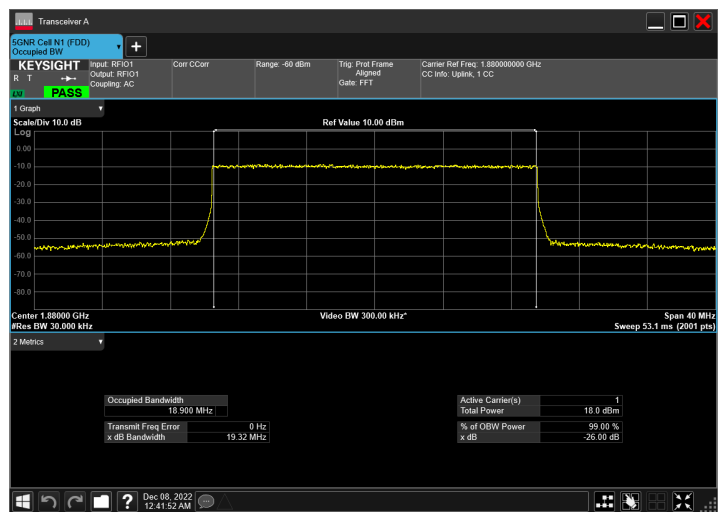 Transceiver A
5GNR Cell N1 (FDD)
Occupied BW
KEYSIGHT
R T
LXI
PASS
Input: RFIO1
Output: RFIO1
Coupling: AC
Corr CCorr
Range: -60 dBm
Trig: Prot Frame
Aligned
Gate: FFT
Carrier Ref Freq: 1.880000000 GHz
CC Info: Uplink, 1 CC
1 Graph
Scale/Div 10.0 dB
Ref Value 10.00 dBm
Log
0.00
-10.0
-20.0
-30.0
-40.0
-50.0
-60.0
-70.0
-80.0
Center 1.88000 GHz
Video BW 300.00 kHz*
Span 40 MHz
#Res BW 30.000 kHz
Sweep 53.1 ms (2001 pts)
2 Metrics
Occupied Bandwidth
18.900 MHz
Transmit Freq Error 0 Hz
x dB Bandwidth 19.32 MHz
Active Carrier(s) 1
Total Power 18.0 dBm
% of OBW Power 99.00 %
x dB -26.00 dB
?
Dec 08, 2022
12:41:52 AM